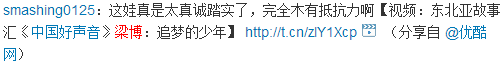 smashing0125：这娃真是太真诚踏实了，完全木有抵抗力啊【视频：东北亚故事
汇《中国好声音》梁博：追梦的少年】 http://t.cn/zlY1Xcp （分享自 @优酷
网）